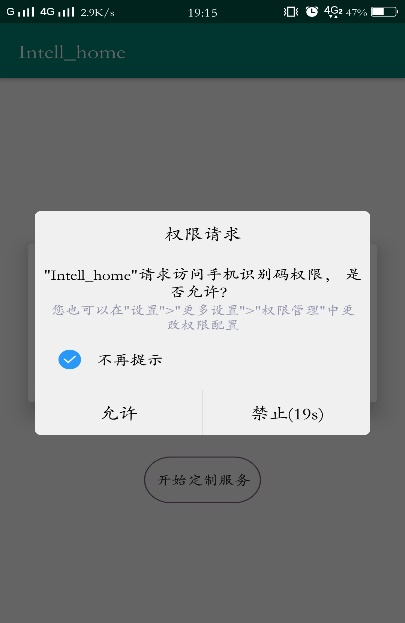 G 4G 2.9K/s 19:15 4G2 47%
Intell_home
权限请求
"Intell_home"请求访问手机识别码权限，是
否允许?
您也可以在"设置">"更多设置">"权限管理"中更
改权限配置
不再提示
允许 禁止(19s)
开始定制服务